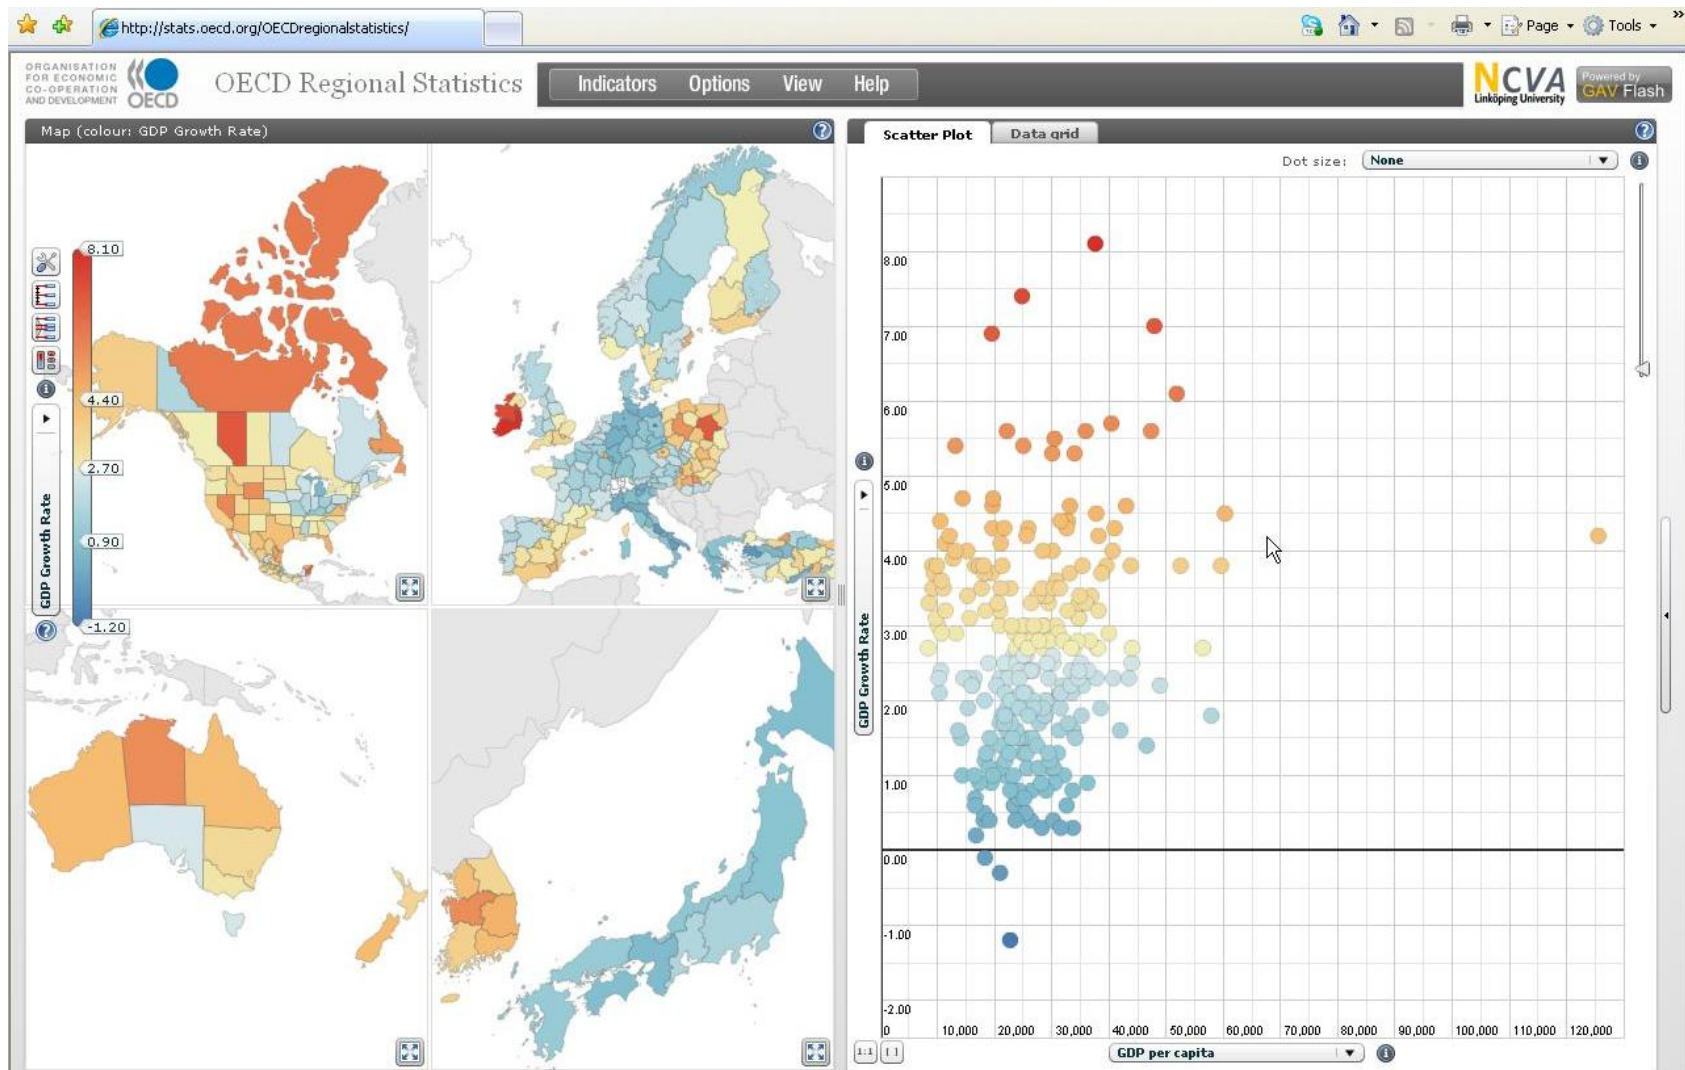 http://stats.oecd.org/OECDregionalstatistics/
Page
Tools
»
ORGANISATION
FOR ECONOMIC
CO-OPERATION
AND DEVELOPMENT
OECD
OECD Regional Statistics
Indicators
Options
View
Help
NCVA
Linköping University
Powered by
GAV Flash
Map (colour: GDP Growth Rate)
?
8.10
4.40
2.70
0.90
-1.20
GDP Growth Rate
?
Scatter Plot
Data grid
?
Dot size:
None
8.00
7.00
6.00
5.00
4.00
3.00
2.00
1.00
0.00
-1.00
-2.00
GDP Growth Rate
0
10,000
20,000
30,000
40,000
50,000
60,000
70,000
80,000
90,000
100,000
110,000
120,000
1:1
[ ]
GDP per capita